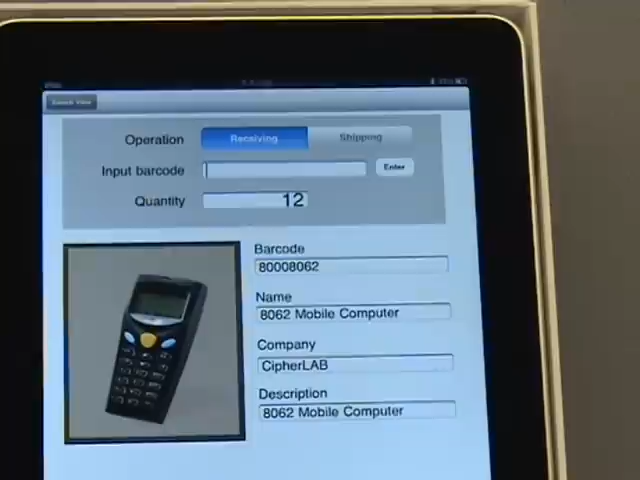 Operation
Receiving
Shipping
Input barcode
Enter
Quantity
12
Barcode
80008062
Name
8062 Mobile Computer
Company
CipherLAB
Description
8062 Mobile Computer